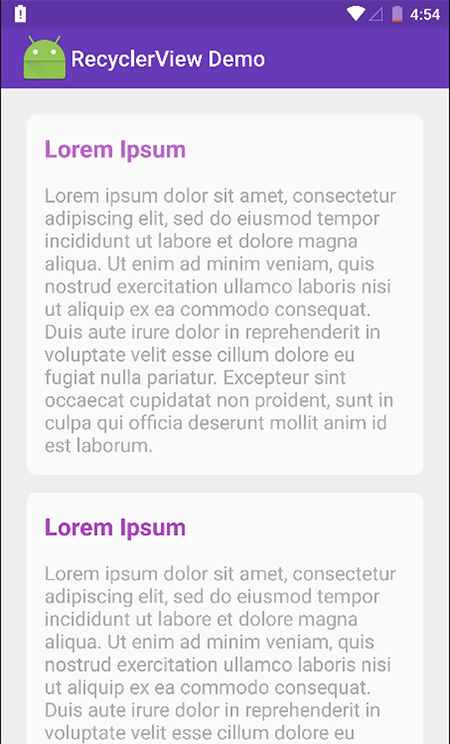 4:54
RecyclerView Demo
Lorem Ipsum
Lorem ipsum dolor sit amet, consectetur
adipiscing elit, sed do eiusmod tempor
incididunt ut labore et dolore magna
aliqua. Ut enim ad minim veniam, quis
nostrud exercitation ullamco laboris nisi
ut aliquip ex ea commodo consequat.
Duis aute irure dolor in reprehenderit in
voluptate velit esse cillum dolore eu
fugiat nulla pariatur. Excepteur sint
occaecat cupidatat non proident, sunt in
culpa qui officia deserunt mollit anim id
est laborum.
Lorem Ipsum
Lorem ipsum dolor sit amet, consectetur
adipiscing elit, sed do eiusmod tempor
incididunt ut labore et dolore magna
aliqua. Ut enim ad minim veniam, quis
nostrud exercitation ullamco laboris nisi
ut aliquip ex ea commodo consequat.
Duis aute irure dolor in reprehenderit in
voluptate velit esse cillum dolore eu